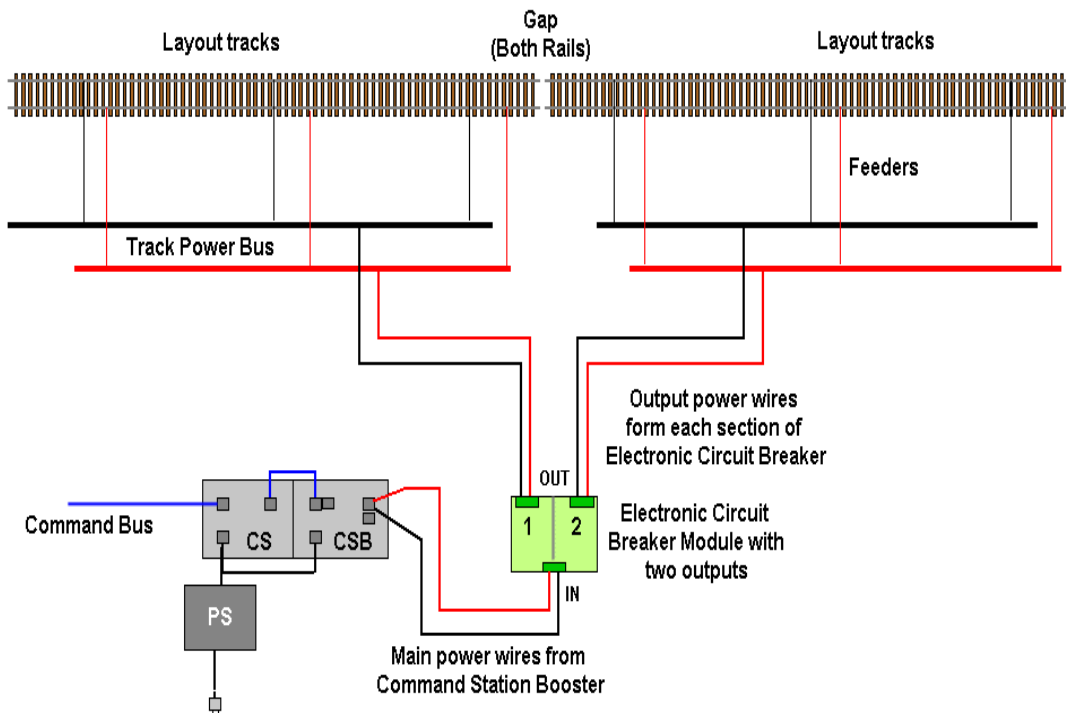 Layout tracks
Gap
(Both Rails)
Layout tracks
Feeders
Track Power Bus
Output power wires
form each section of
Electronic Circuit Breaker
OUT
1
2
IN
Electronic Circuit
Breaker Module with
two outputs
Command Bus
CS
CSB
PS
Main power wires from
Command Station Booster